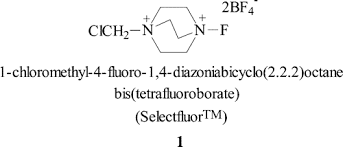 2BF4-
ClCH2-N+ N+-F
1-chloromethyl-4-fluoro-1,4-diazoniabicyclo(2.2.2)octane
bis(tetrafluoroborate)
(Selectfluor™)
1